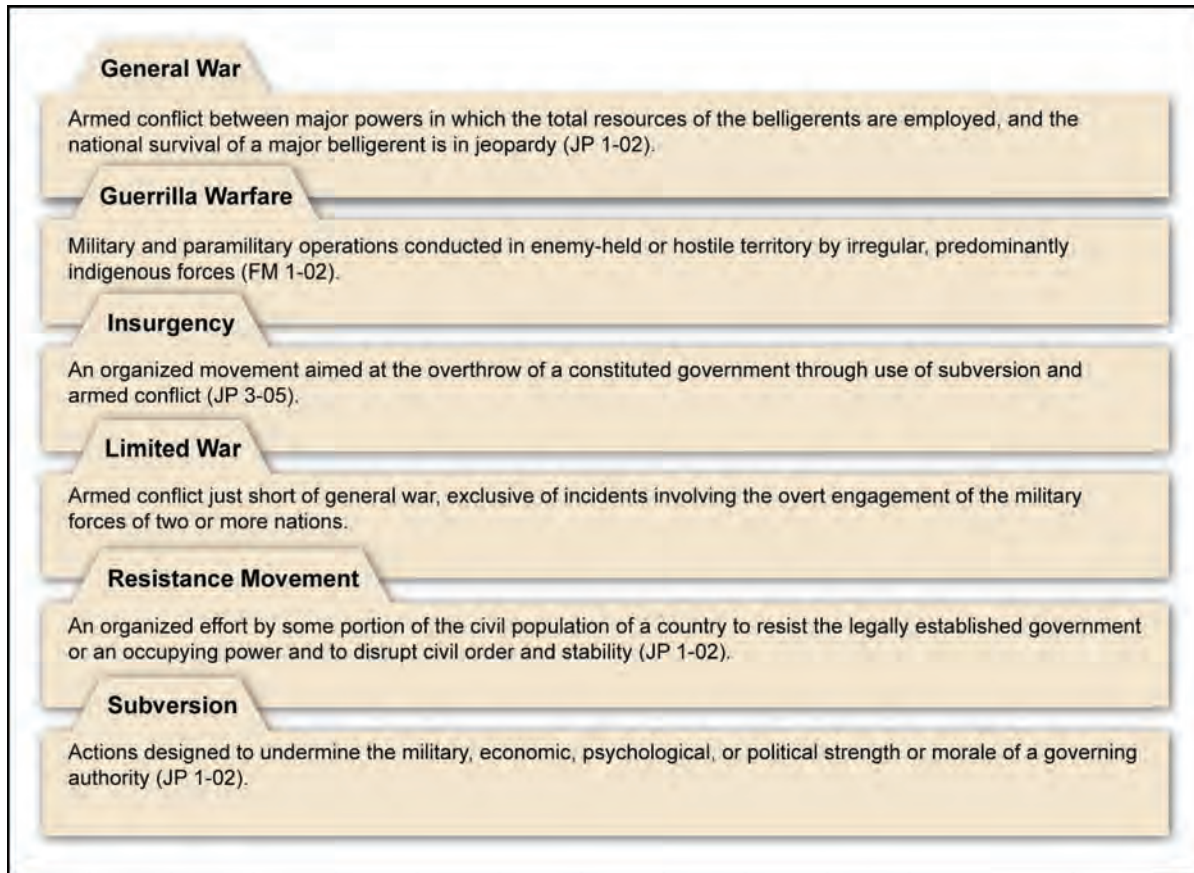 General War
Armed conflict between major powers in which the total resources of the belligerents are employed, and the
national survival of a major belligerent is in jeopardy (JP 1-02).
Guerrilla Warfare
Military and paramilitary operations conducted in enemy-held or hostile territory by irregular, predominantly
indigenous forces (FM 1-02).
Insurgency
An organized movement aimed at the overthrow of a constituted government through use of subversion and
armed conflict (JP 3-05).
Limited War
Armed conflict just short of general war, exclusive of incidents involving the overt engagement of the military
forces of two or more nations.
Resistance Movement
An organized effort by some portion of the civil population of a country to resist the legally established government
or an occupying power and to disrupt civil order and stability (JP 1-02).
Subversion
Actions designed to undermine the military, economic, psychological, or political strength or morale of a governing
authority (JP 1-02).